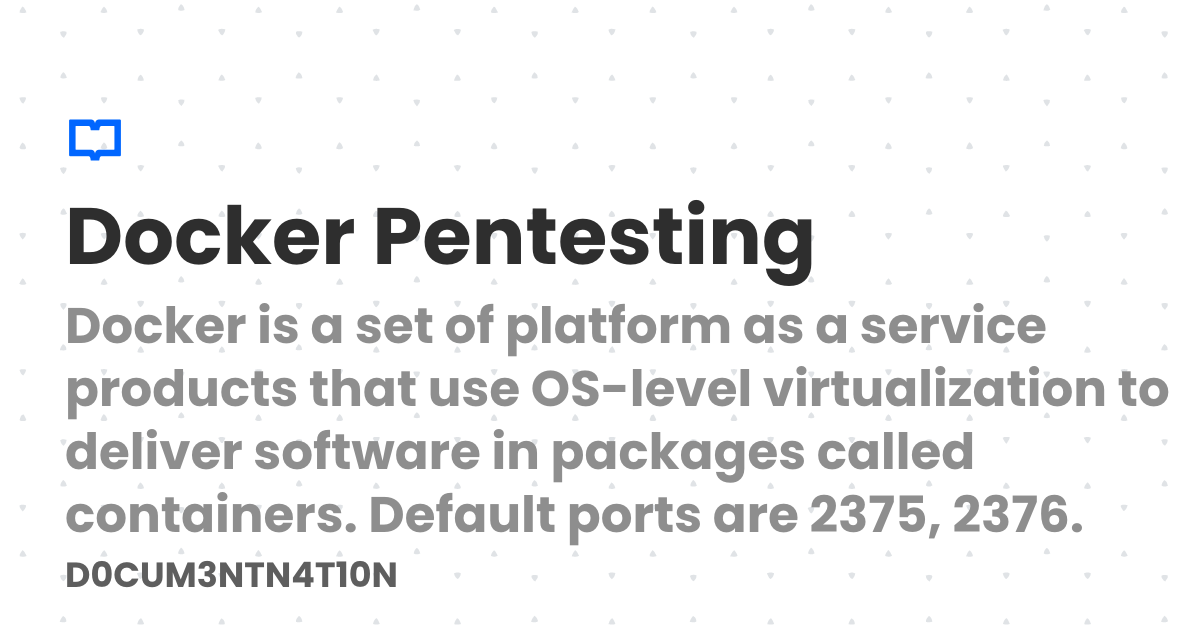 Docker Pentesting
Docker is a set of platform as a service
products that use OS-level virtualization to
deliver software in packages called
containers. Default ports are 2375, 2376.
D0CUM3NTN4T10N